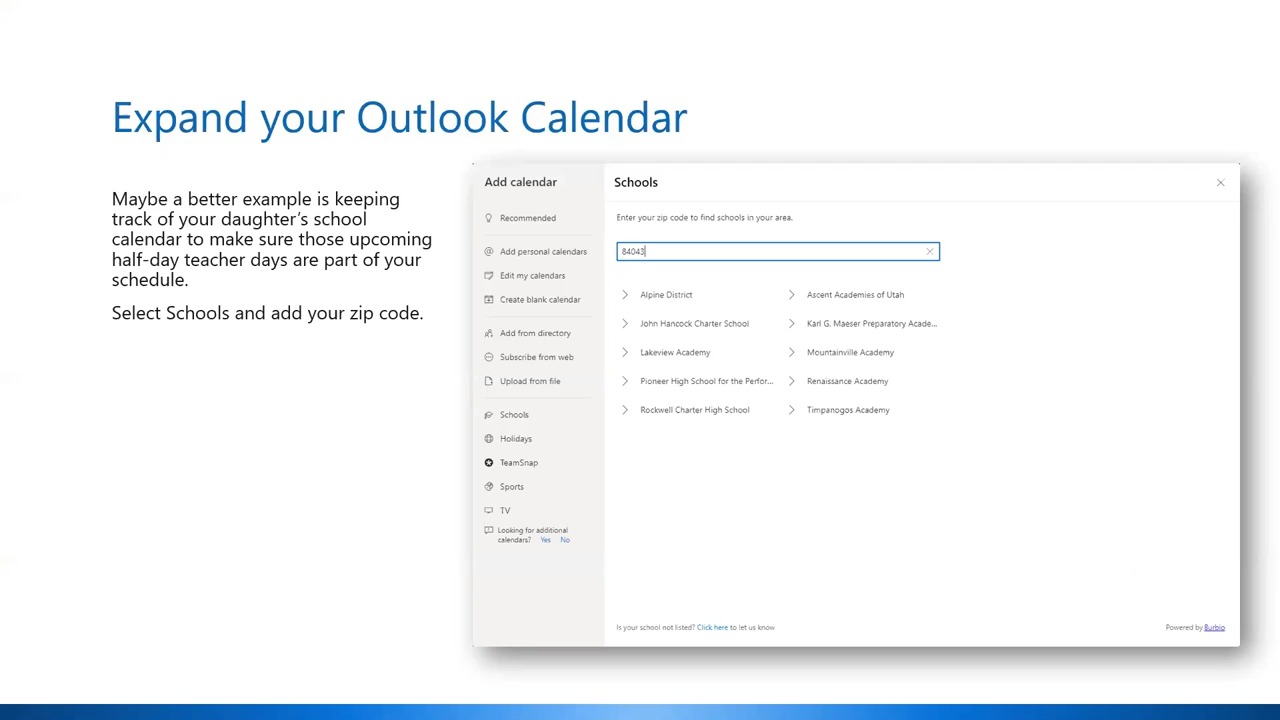 Expand your Outlook Calendar
Maybe a better example is keeping
track of your daughter's school
calendar to make sure those upcoming
half-day teacher days are part of your
schedule.
Select Schools and add your zip code.
Add calendar
Recommended
Add personal calendars
Edit my calendars
Create blank calendar
Add from directory
Subscribe from web
Upload from file
Schools
Holidays
TeamSnap
Sports
TV
Looking for additional
calendars? Yes No
Schools
Enter your zip code to find schools in your area.
84043
Alpine District
Ascent Academies of Utah
John Hancock Charter School
Karl G. Maeser Preparatory Acade...
Lakeview Academy
Mountainville Academy
Pioneer High School for the Perfor...
Renaissance Academy
Rockwell Charter High School
Timpanogos Academy
Is your school not listed? Click here to let us know
Powered by Burbio